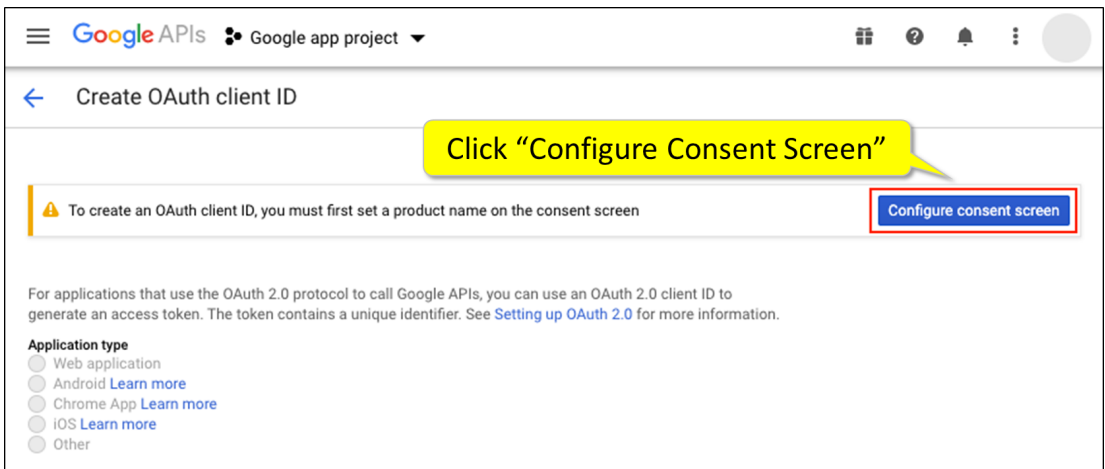 Google APIs Google app project
Create OAuth client ID
Click “Configure Consent Screen”
To create an OAuth client ID, you must first set a product name on the consent screen
Configure consent screen
For applications that use the OAuth 2.0 protocol to call Google APIs, you can use an OAuth 2.0 client ID to
generate an access token. The token contains a unique identifier. See Setting up OAuth 2.0 for more information.
Application type
Web application
Android Learn more
Chrome App Learn more
iOS Learn more
Other